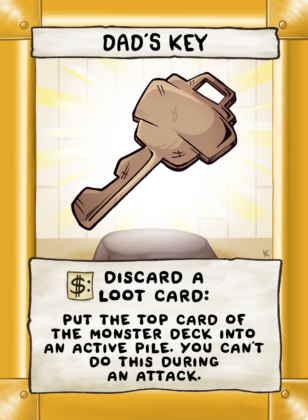 DAD'S KEY
$: DISCARD A
LOOT CARD:
PUT THE TOP CARD OF
THE MONSTER DECK INTO
AN ACTIVE PILE. YOU CAN'T
DO THIS DURING
AN ATTACK.